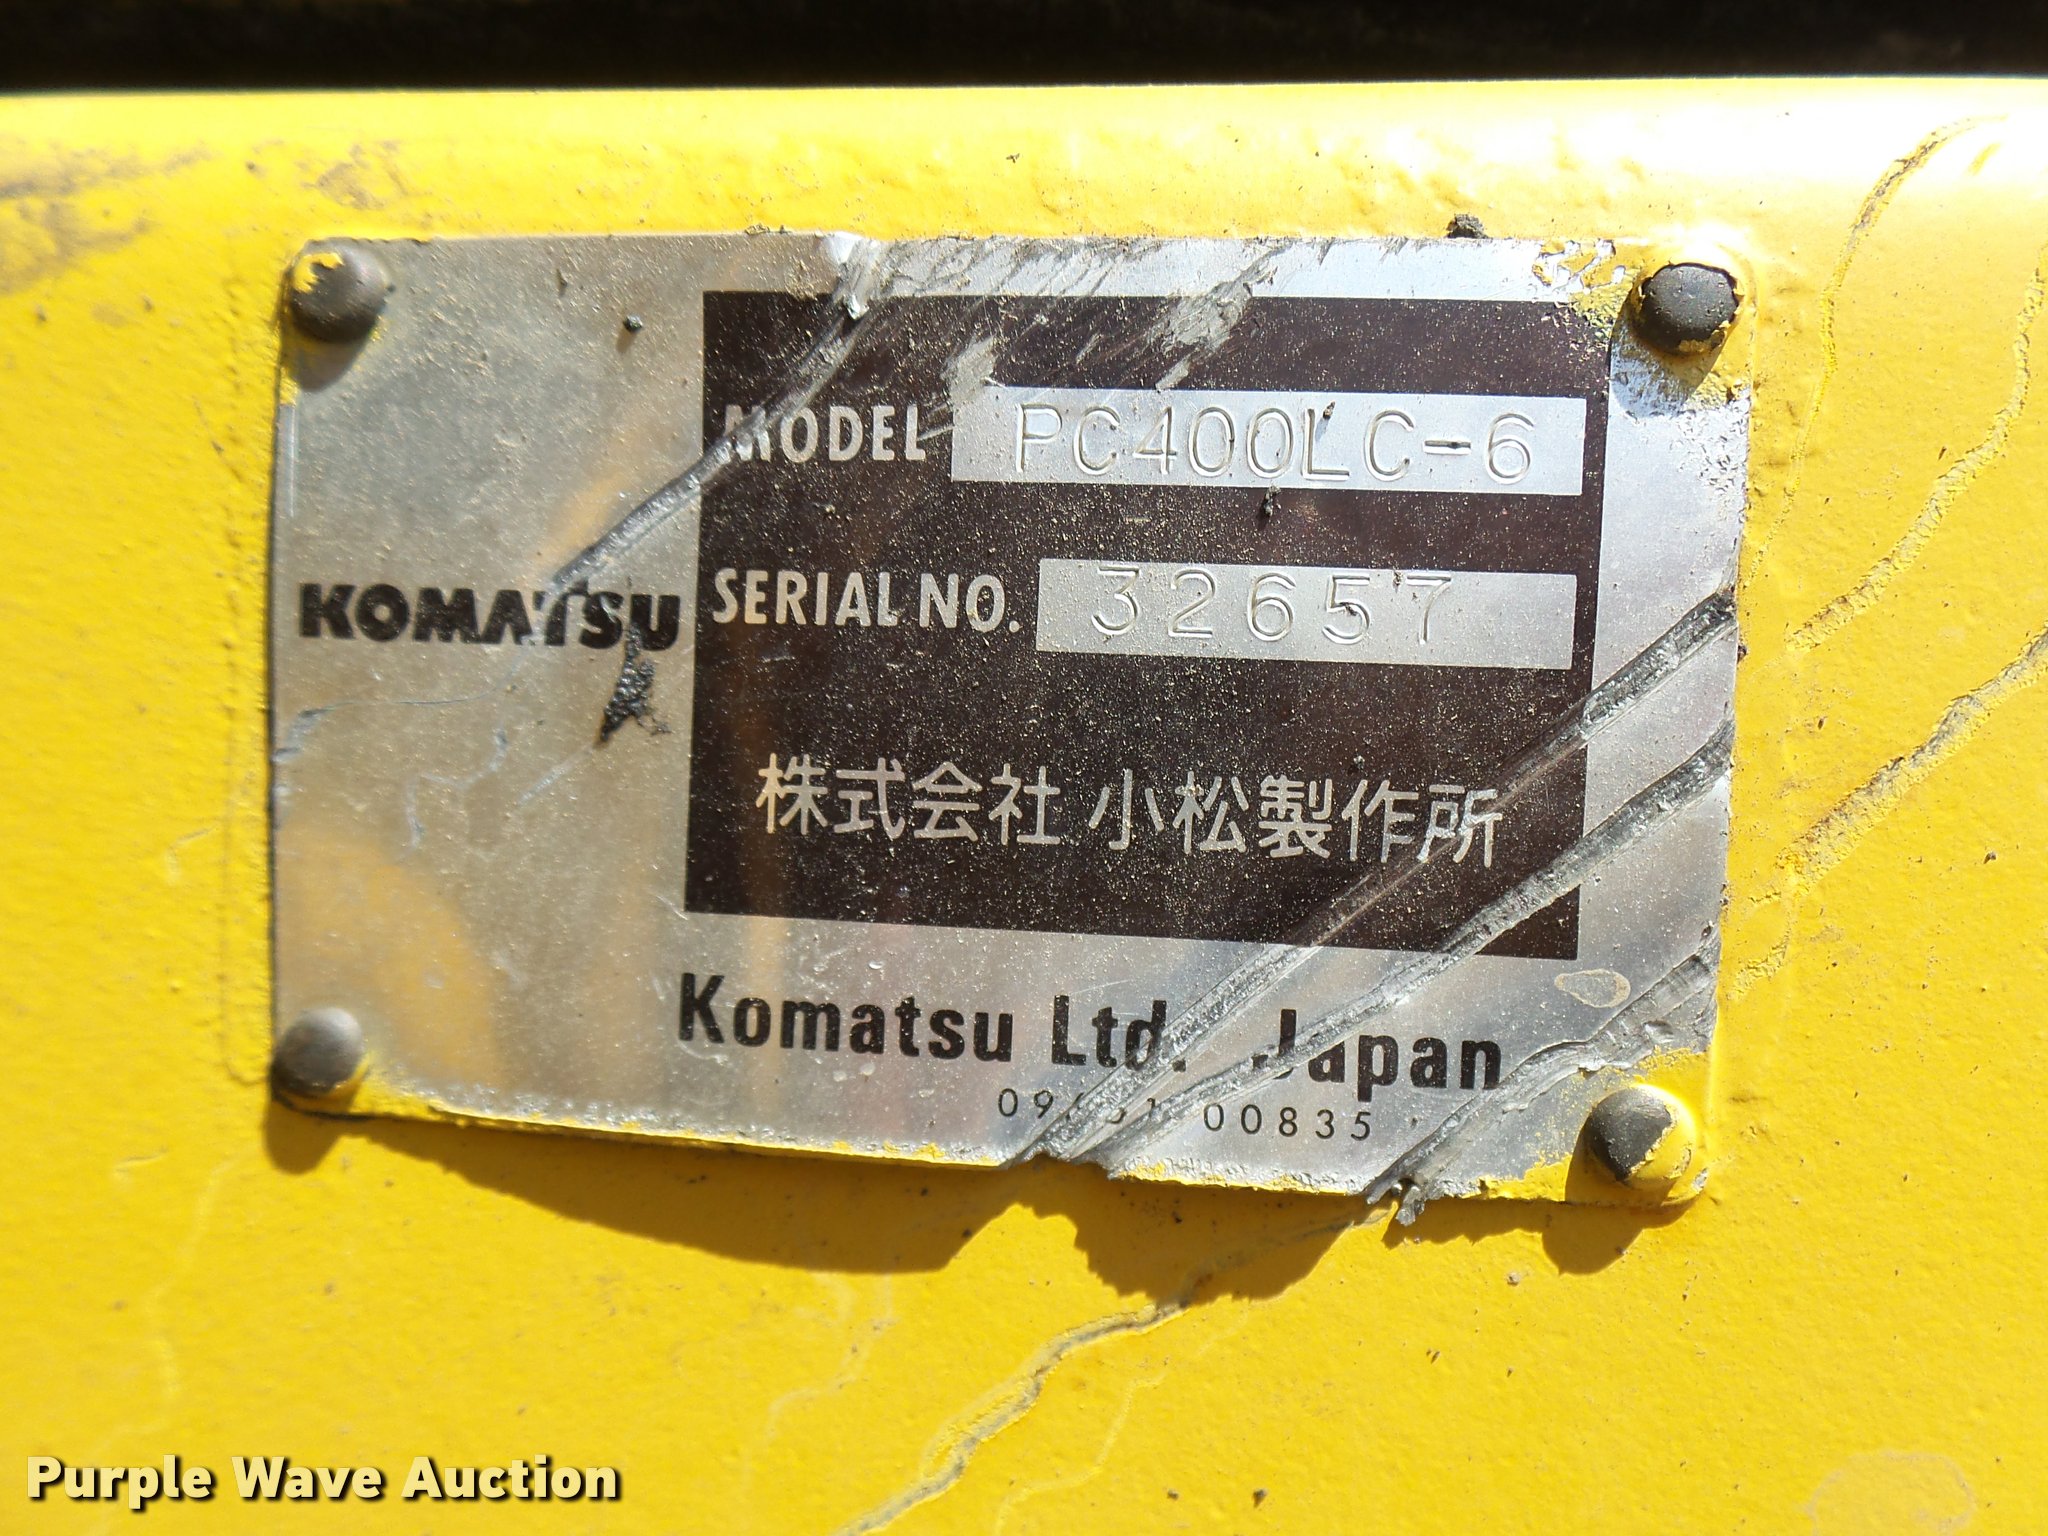 MODEL PC400LC-6
KOMATSU
SERIAL NO. 32657
株式会社 小松製作所
Komatsu Ltd. Japan
00835
Purple Wave Auction